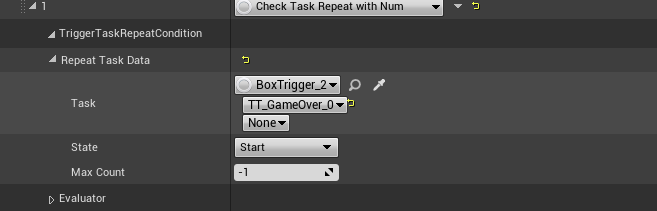 1 Check Task Repeat with Num
TriggerTaskRepeatCondition
Repeat Task Data
Task BoxTrigger_2
TT_GameOver_0
None
State Start
Max Count -1
Evaluator